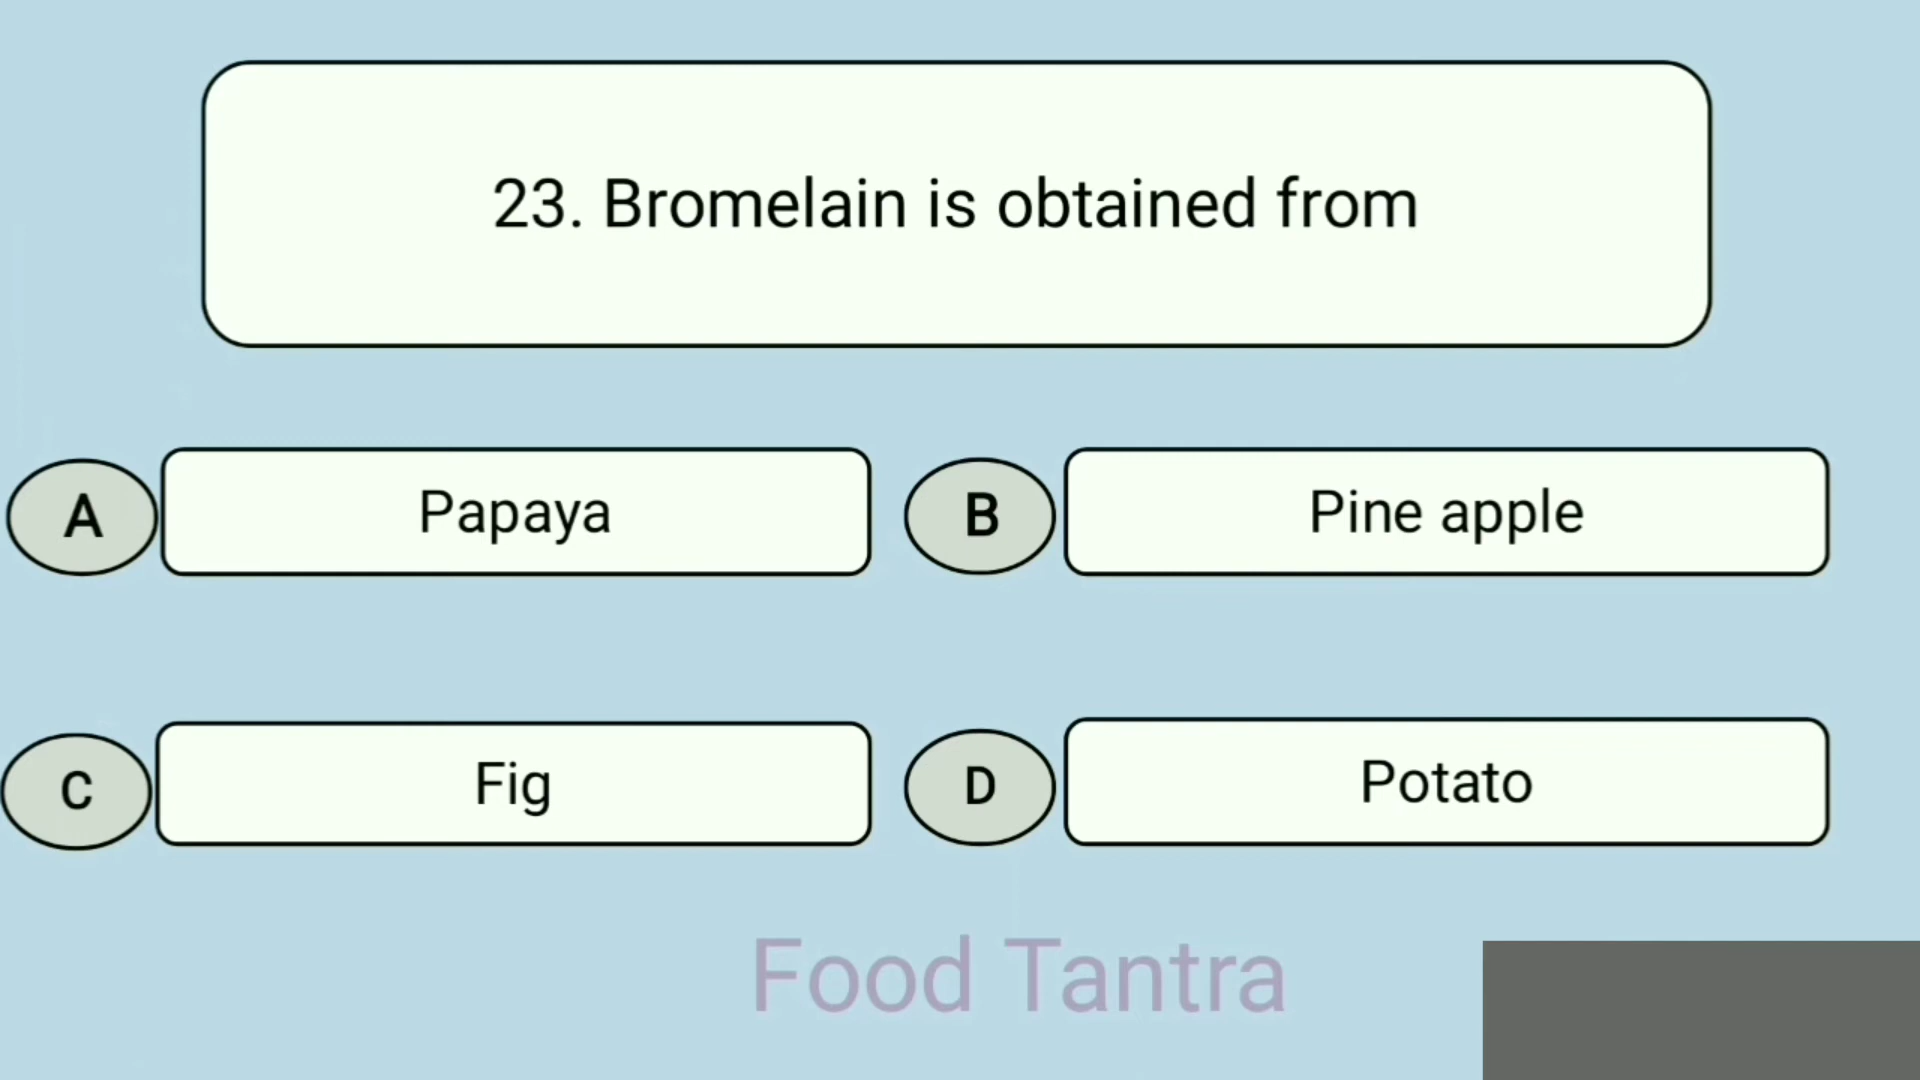 23. Bromelain is obtained from
A Papaya
B Pine apple
C Fig
D Potato
Food Tantra